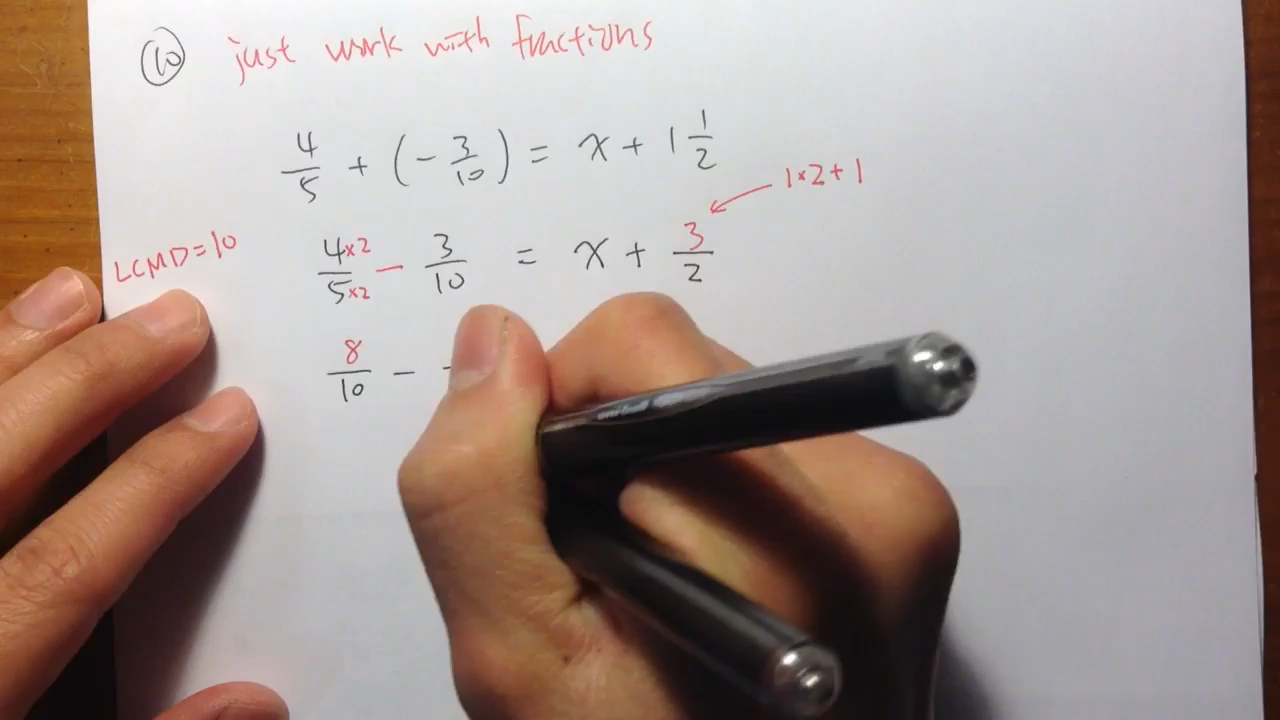 10 just work with fractions
4/5 + (- 3/10) = x + 1 1/2
1×2+1
LCMD=10
4×2/5×2 - 3/10 = x + 3/2
8/10 -